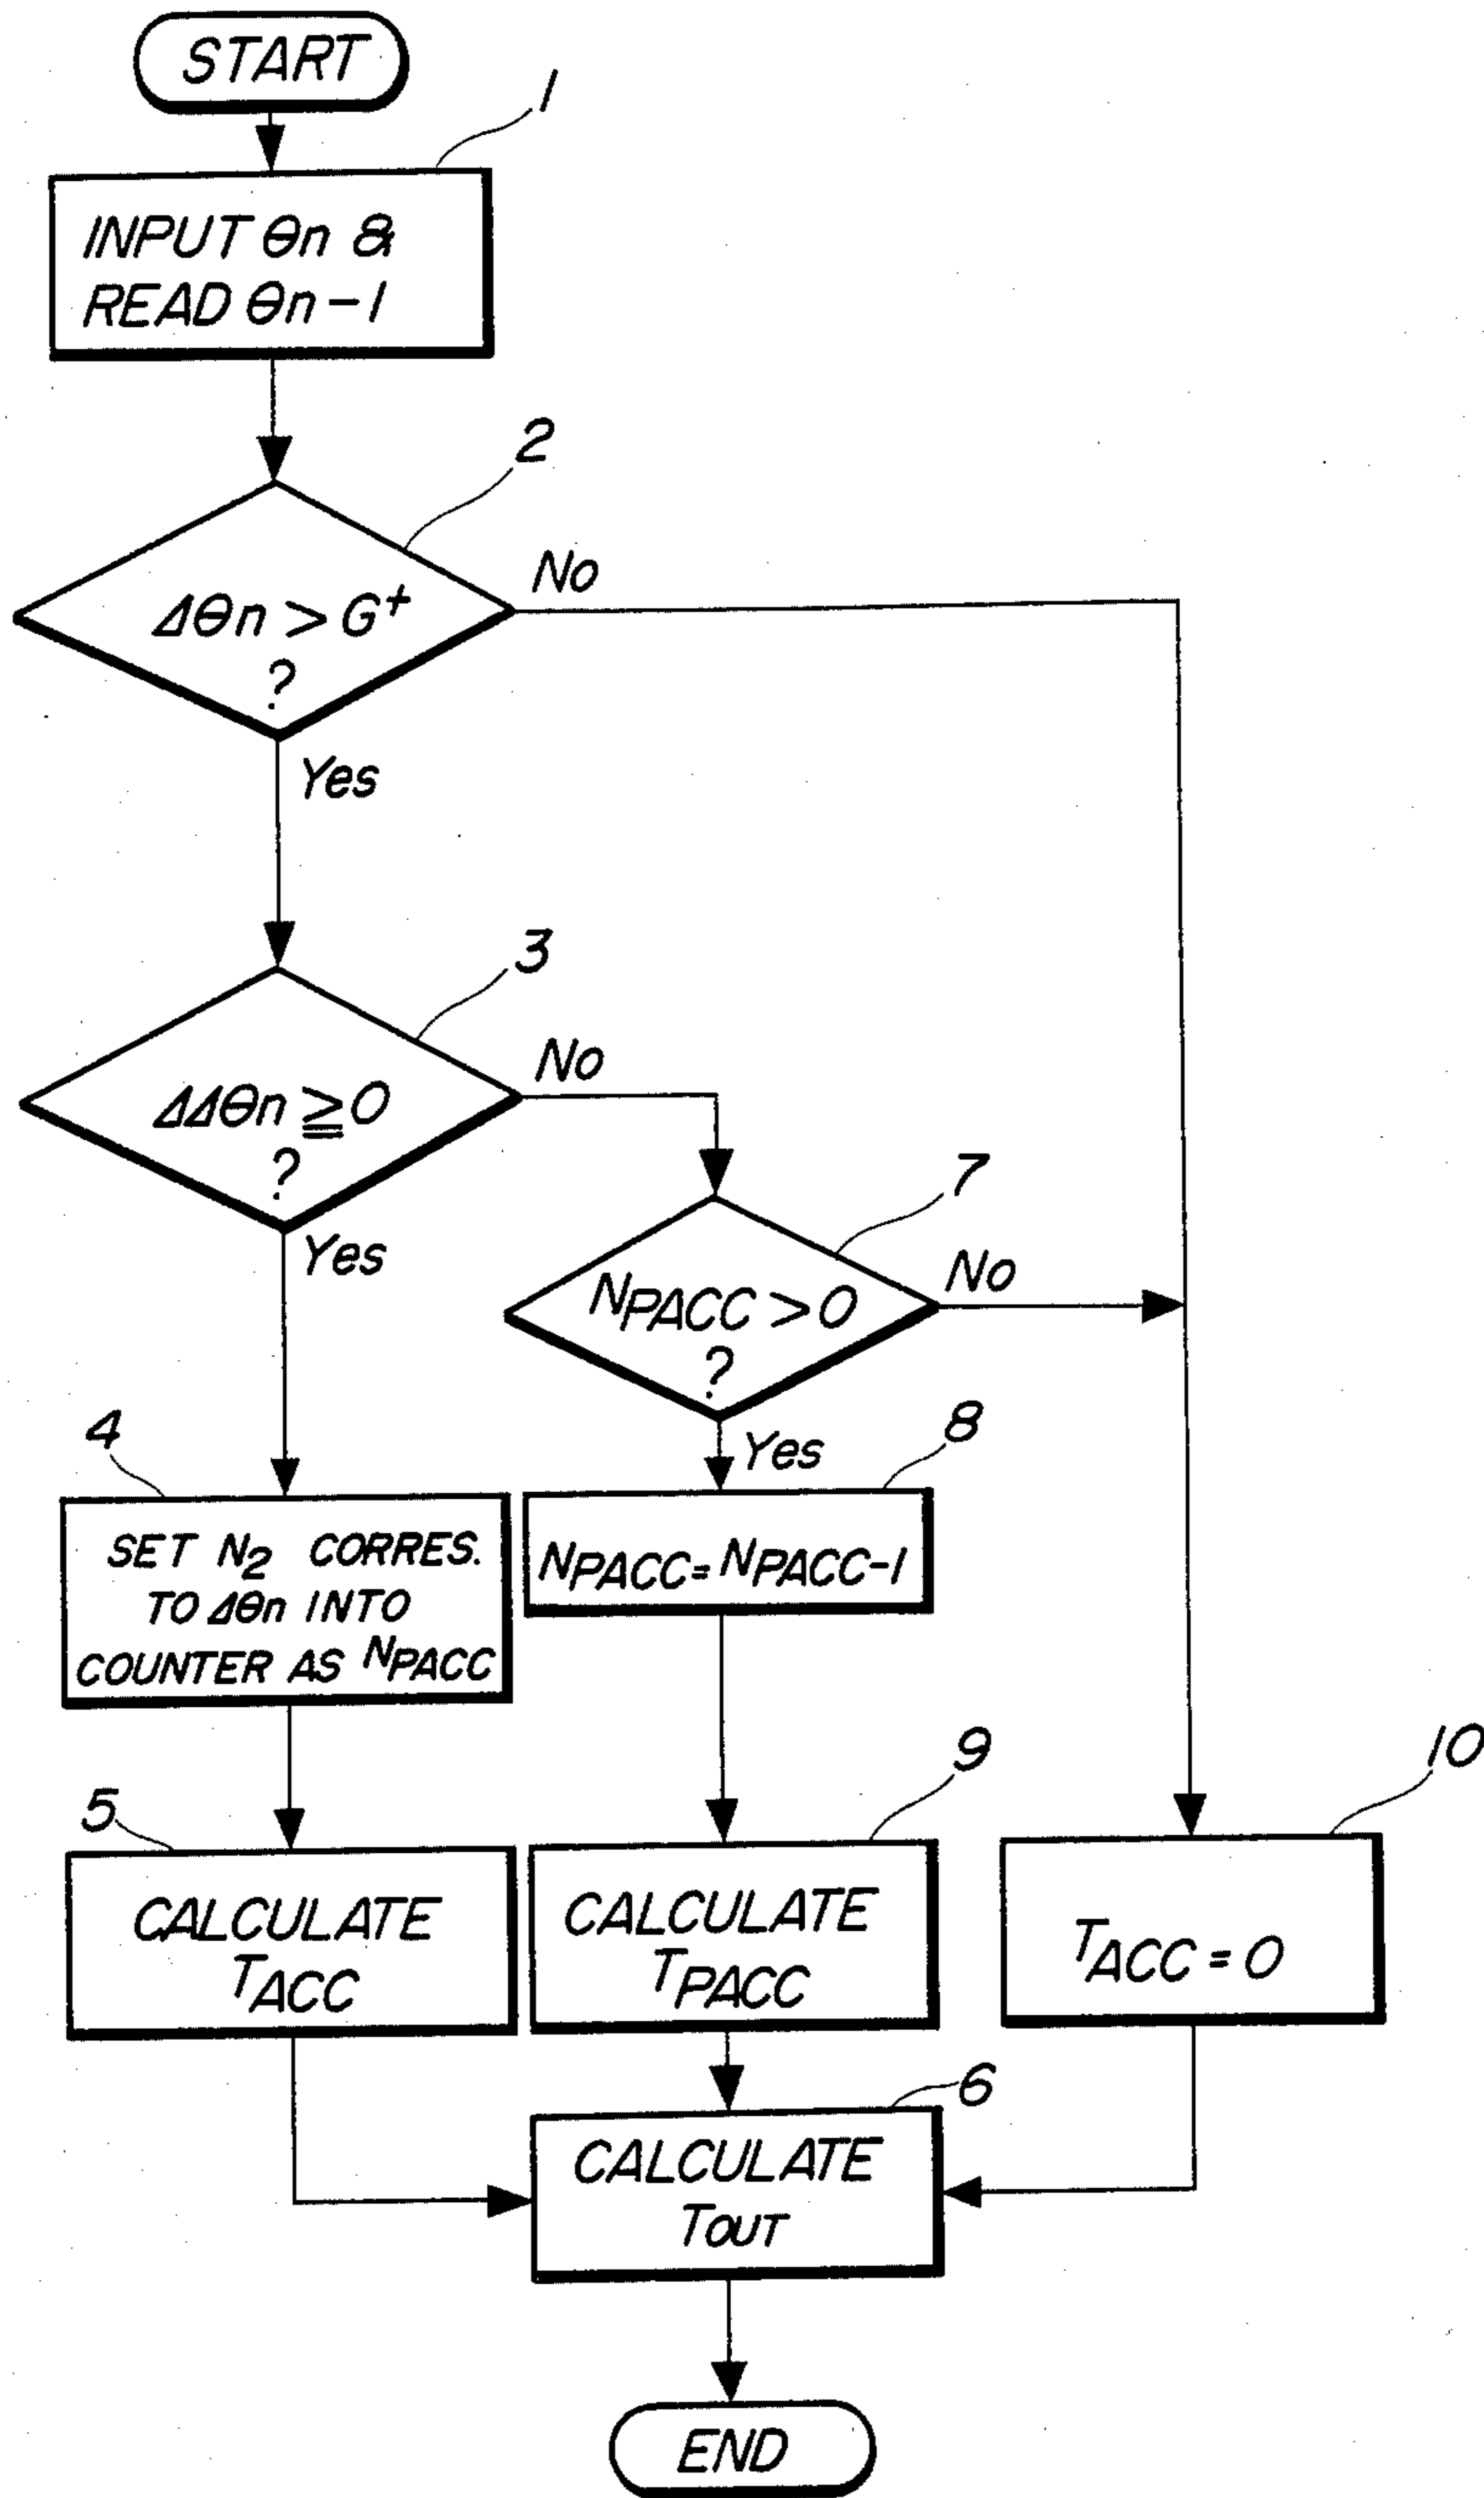 START
1
INPUT θn &
READ θn-1
2
No
Δθn > G+
?
Yes
3
No
ΔΔθn ≧ 0
?
Yes
7
NPACC > 0
No
?
4
8
Yes
SET N2 CORRES.
TO Δθn INTO
COUNTER AS NPACC
NPACC = NPACC-1
5
9
10
CALCULATE
TACC
CALCULATE
TPACC
TACC = 0
6
CALCULATE
TOUT
END